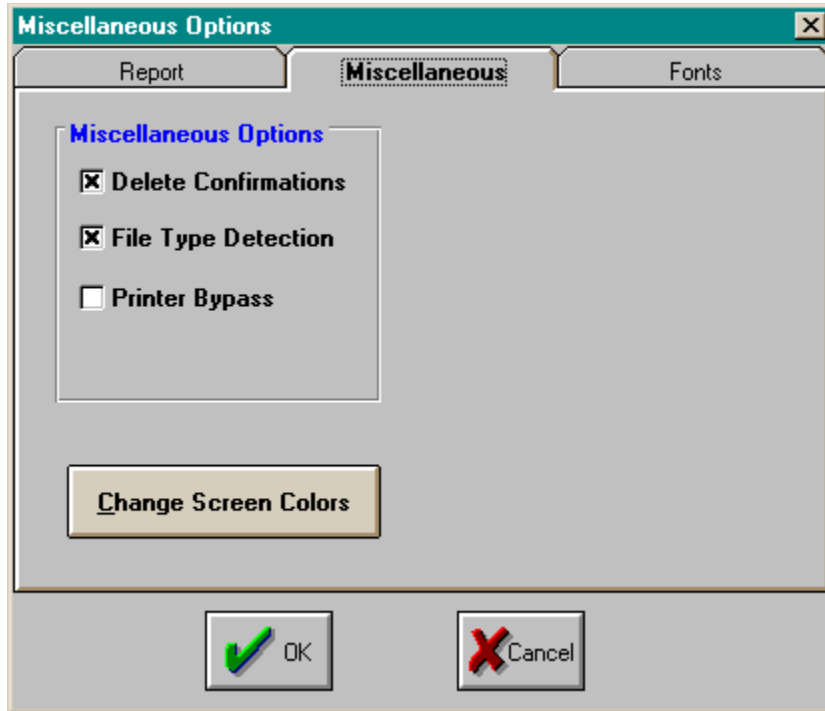 Miscellaneous Options
Report Miscellaneous Fonts
Miscellaneous Options
Delete Confirmations
File Type Detection
Printer Bypass
Change Screen Colors
OK Cancel